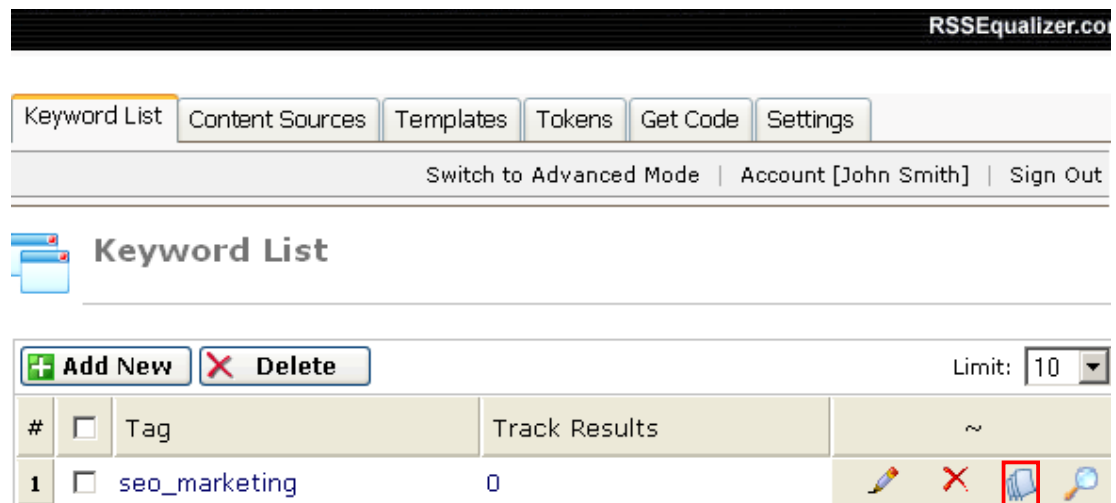 RSSEqualizer.com
Keyword List Content Sources Templates Tokens Get Code Settings
Switch to Advanced Mode | Account [John Smith] | Sign Out
Keyword List
Add New Delete Limit: 10
# Tag Track Results ~
1 seo_marketing 0